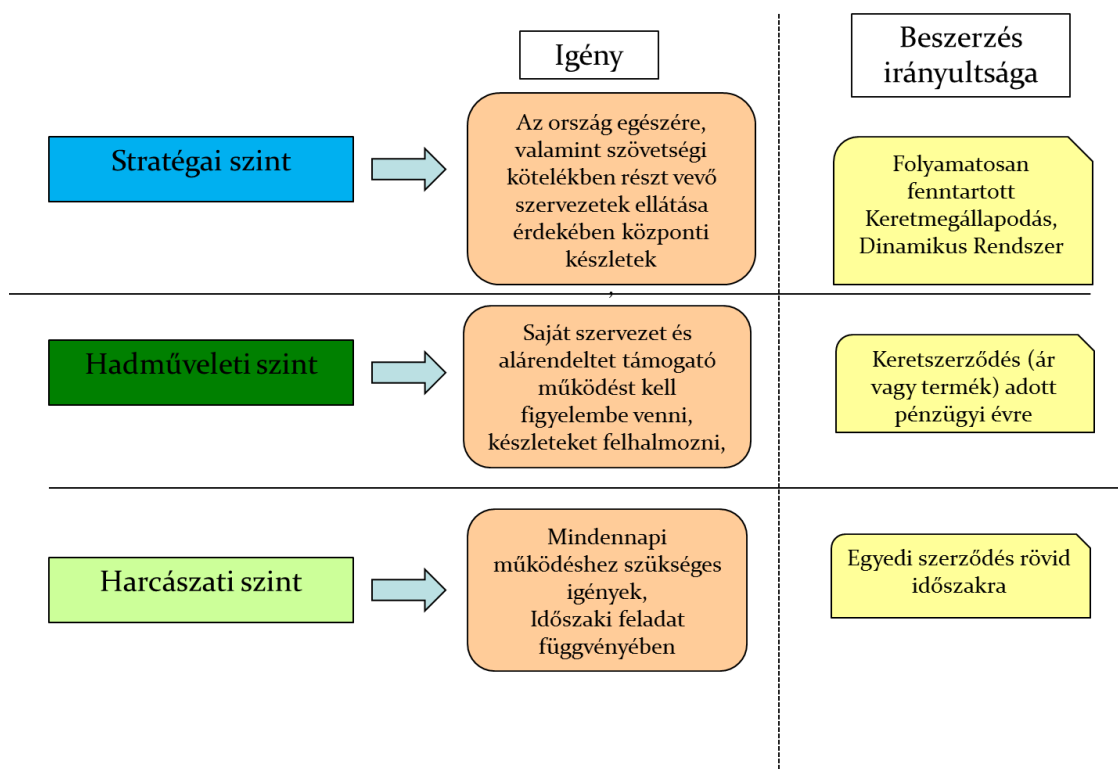 Igény
Beszerzés
irányultsága
Stratégai szint
Az ország egészére,
valamint szövetségi
kötelékben részt vevő
szervezetek ellátása
érdekében központi
készletek
Folyamatosan
fenntartott
Keretmegállapodás,
Dinamikus Rendszer
,
Hadműveleti szint
Saját szervezet és
alárendeltet támogató
működést kell
figyelembe venni,
készleteket felhalmozni,
Keretszerződés (ár
vagy termék) adott
pénzügyi évre
Harcászati szint
Mindennapi
működéshez szükséges
igények,
Időszaki feladat
függvényében
Egyedi szerződés rövid
időszakra